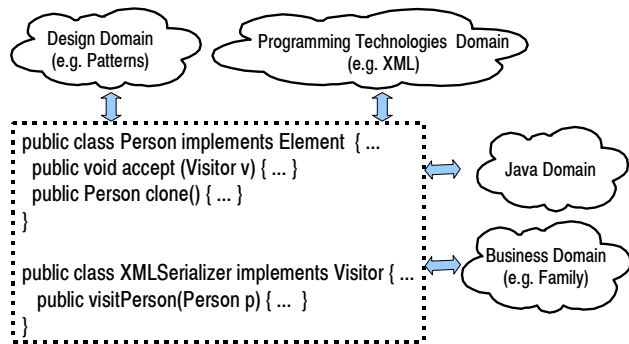 Design Domain
(e.g. Patterns)
Programming Technologies Domain
(e.g. XML)
public class Person implements Element { ...
public void accept (Visitor v) { ... }
public Person clone() { ... }
}
public class XMLSerializer implements Visitor { ...
public visitPerson(Person p) { ... }
}
Java Domain
Business Domain
(e.g. Family)